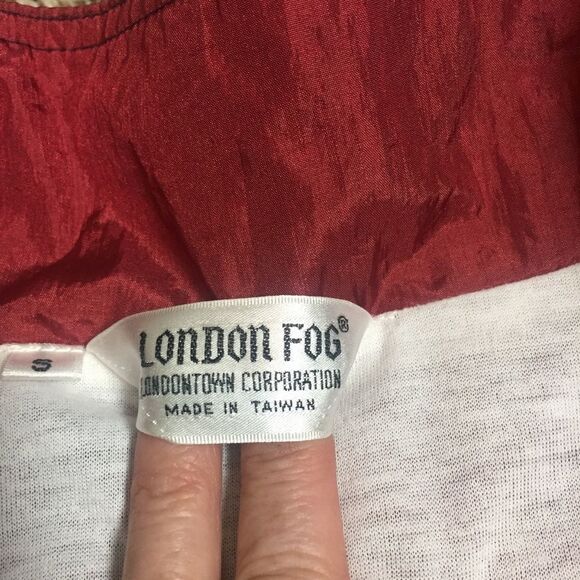 LONDON FOG®
LONDONTOWN CORPORATION
MADE IN TAIWAN
S